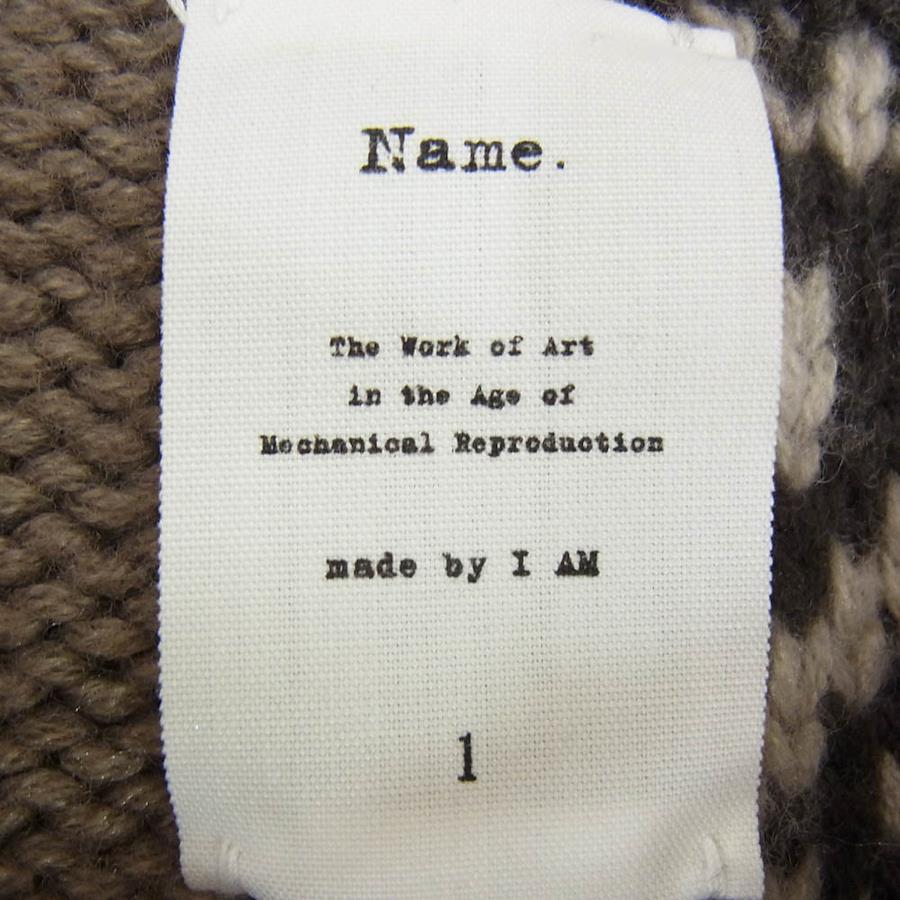 Name.
The Work of Art
in the Age of
Mechanical Reproduction
made by I AM
1